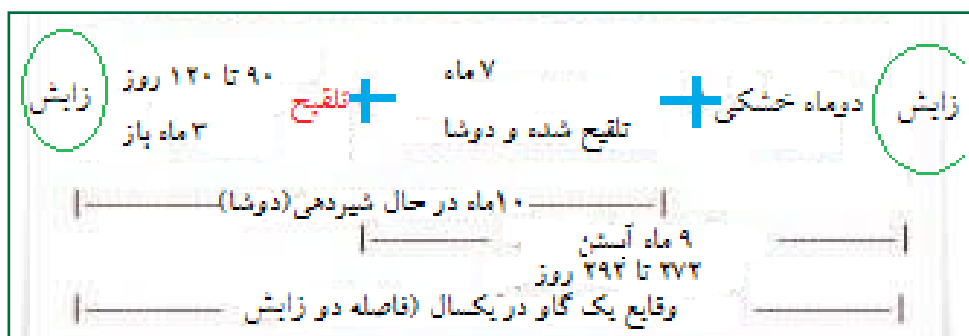 ۷ ماه
۹۰ تا ۱۲۰ روز
زایش
دوماه خشکی
+
+
تلقیح
زایش
تلقیح شده و دوشا
۳ ماه باز
۱۰ماه در حال شیردهی(دوشا)
۹ ماه آبستن
۲۷۲ تا ۲۹۲ روز
وقایع یک گاو در یکسال (فاصله دو زایش